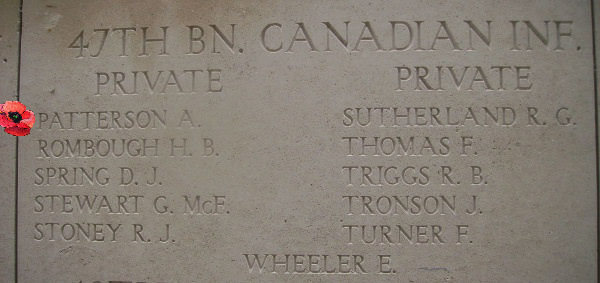 47TH BN. CANADIAN INF.
PRIVATE
PATTERSON A.
ROMBOUGH H. B.
SPRING D. J.
STEWART G. McF.
STONEY R. J.
PRIVATE
SUTHERLAND R. G.
THOMAS F.
TRIGGS R. B.
TRONSON J.
TURNER F.
WHEELER E.